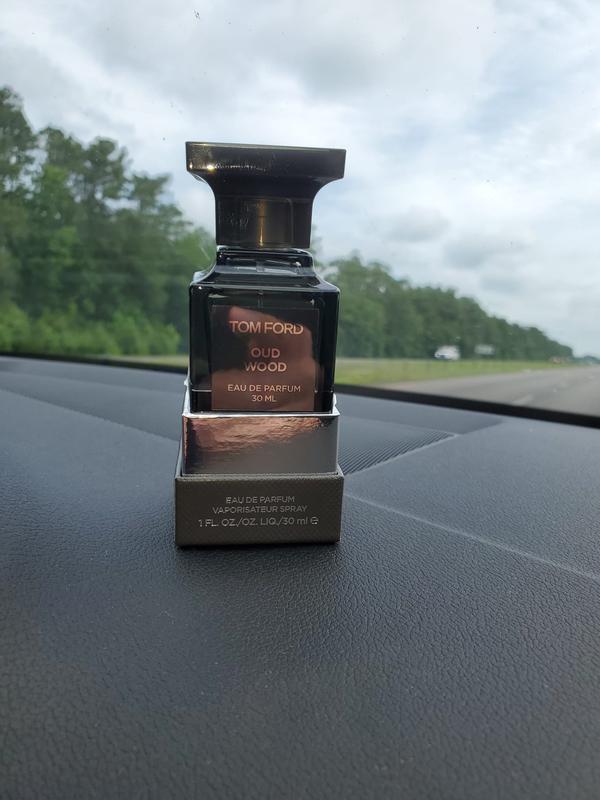 TOM FORD
OUD
WOOD
EAU DE PARFUM
30 ML
EAU DE PARFUM
VAPORISATEUR SPRAY
1 FL. OZ./OZ. LIQ./30 ml ℮